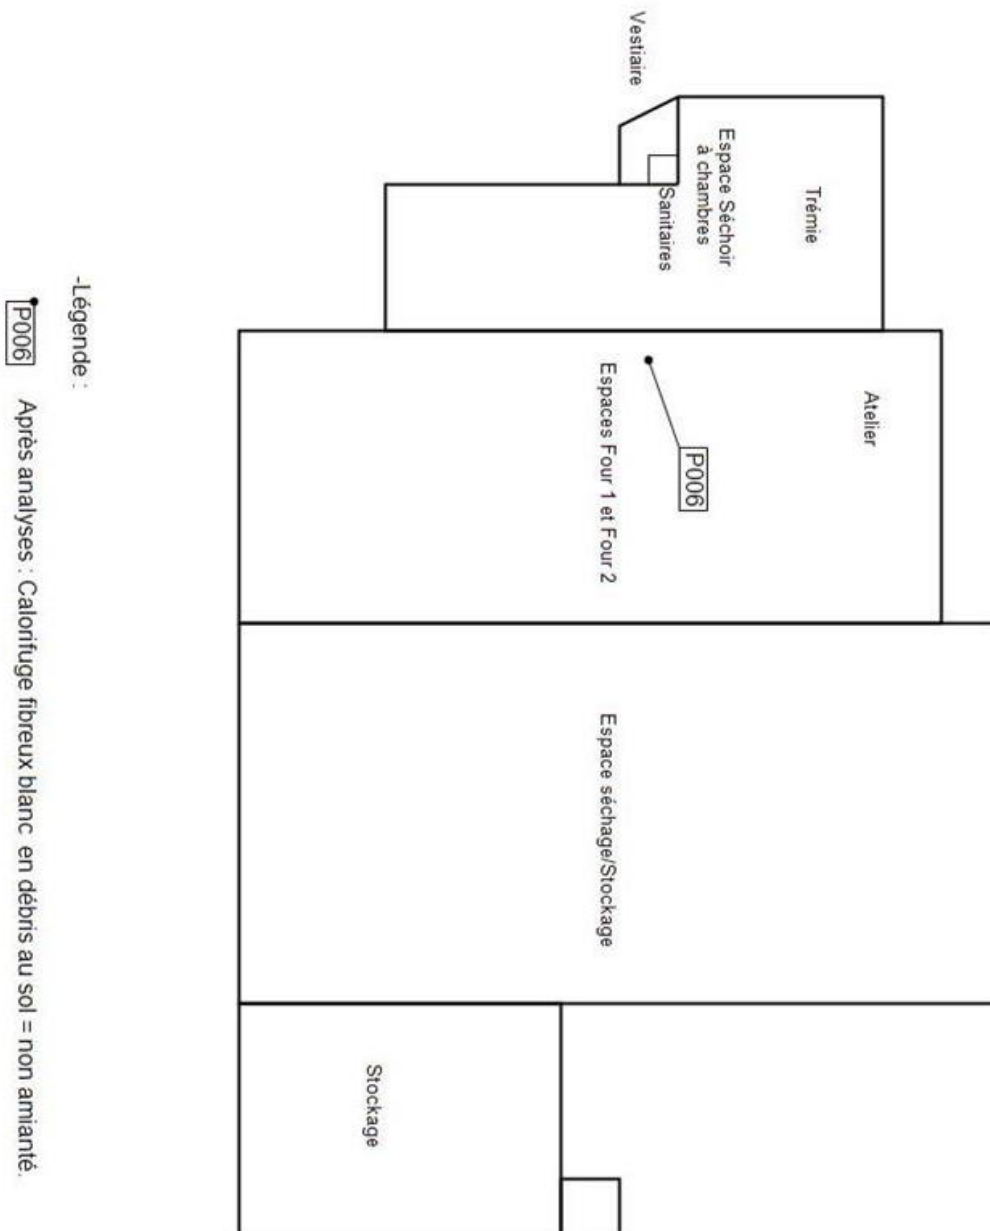 Trémie
Espace Séchoir
à chambres
Vestiaire
Sanitaires
Atelier
P006
Espaces Four 1 et Four 2
Espace séchage/Stockage
Stockage
-Légende :
P006 Après analyses : Calorifuge fibreux blanc en débris au sol = non amianté.